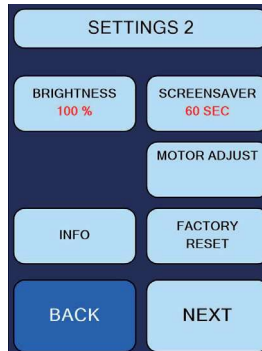 SETTINGS 2
BRIGHTNESS
100 %
SCREENSAVER
60 SEC
MOTOR ADJUST
INFO
FACTORY
RESET
BACK
NEXT